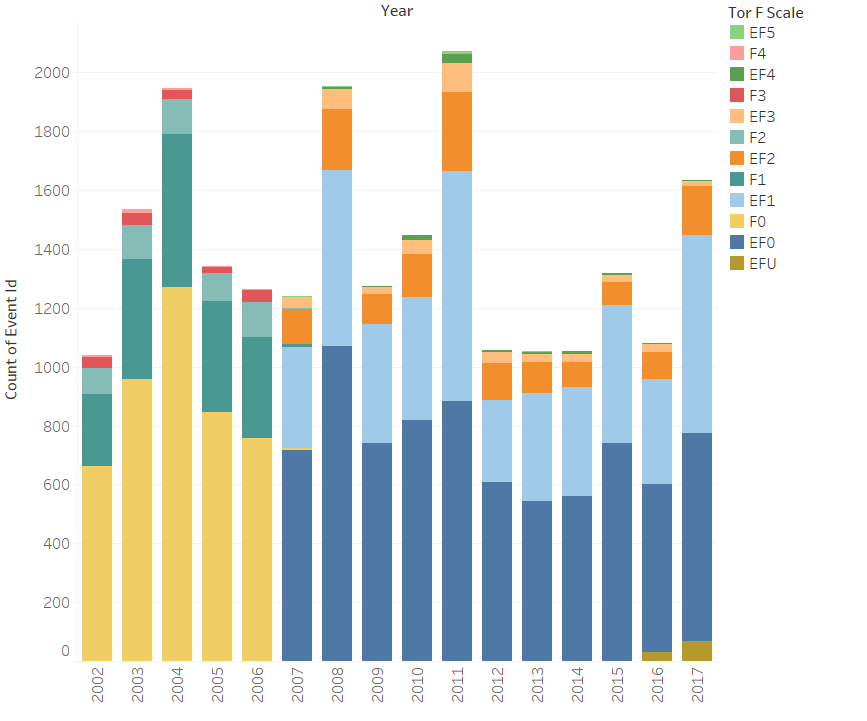 Year
Tor F Scale
EF5
F4
EF4
F3
EF3
F2
EF2
F1
EF1
F0
EF0
EFU
Count of Event Id
2000
1800
1600
1400
1200
1000
800
600
400
200
0
2002
2003
2004
2005
2006
2007
2008
2009
2010
2011
2012
2013
2014
2015
2016
2017